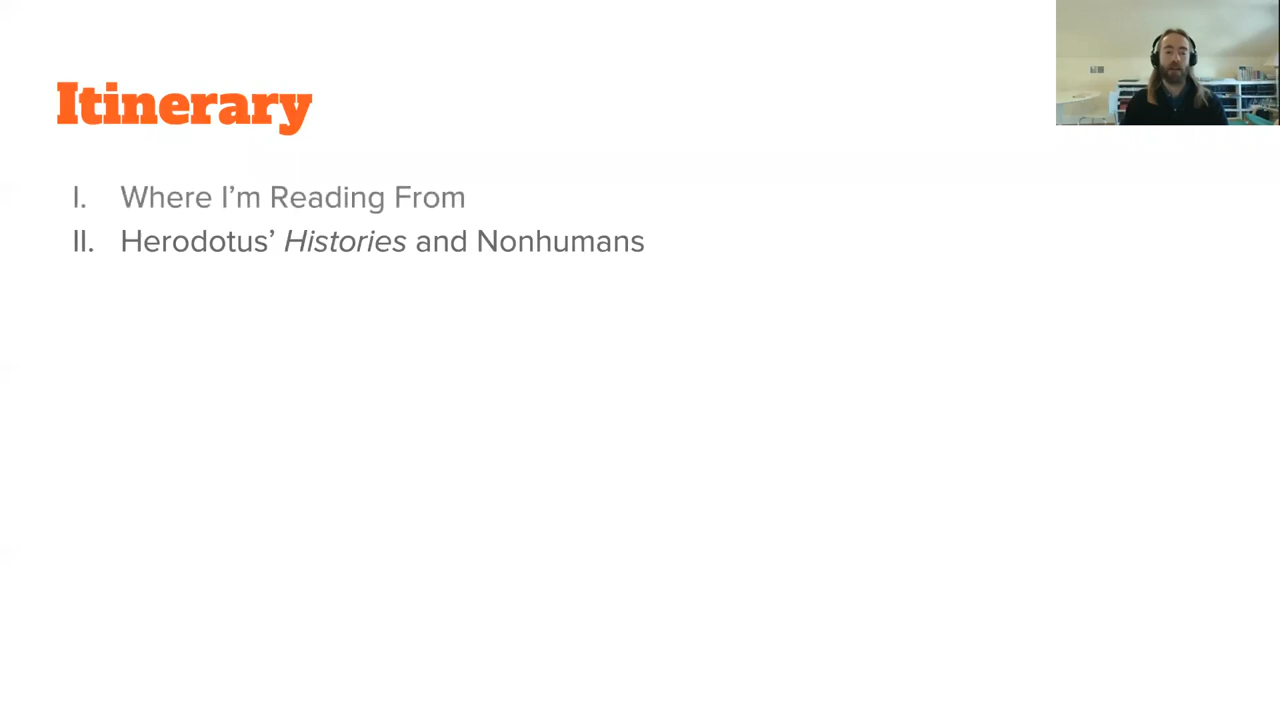 Itinerary
I. Where I’m Reading From
II. Herodotus’ Histories and Nonhumans